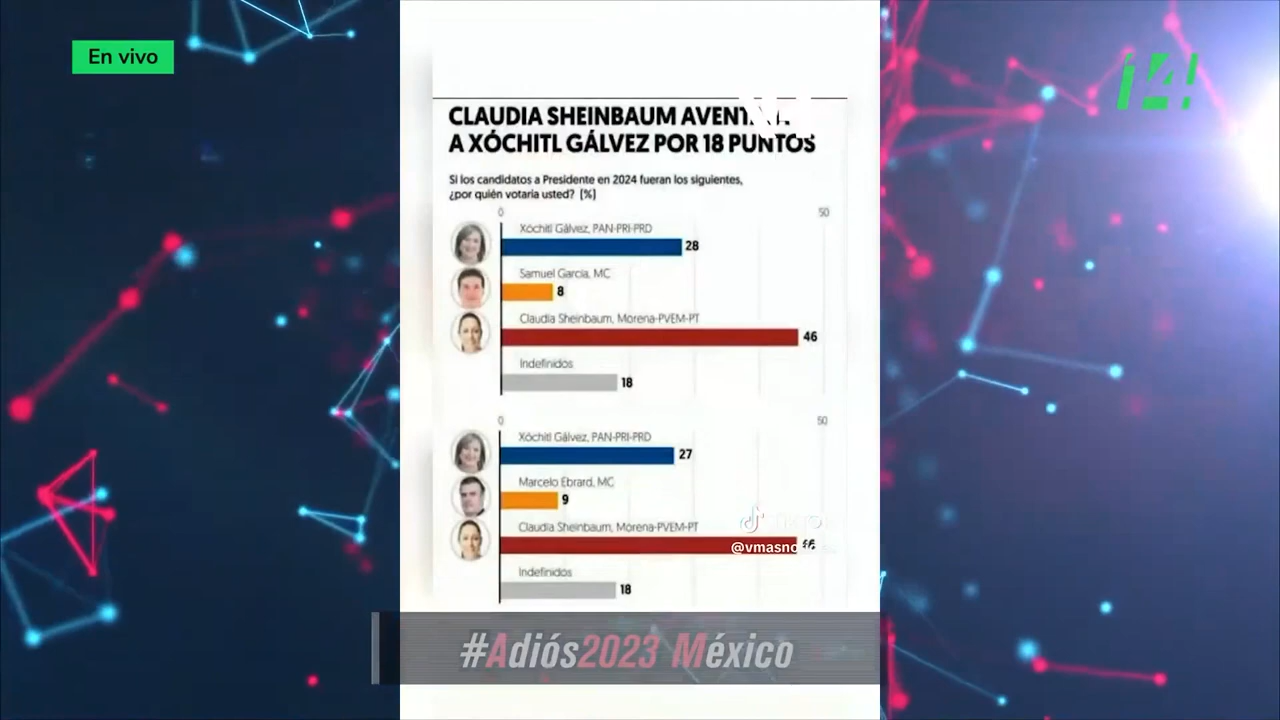 En vivo
CLAUDIA SHEINBAUM
A XÓCHITL GÁLVEZ POR 18 PUNTOS
Si los candidatos a Presidente en 2024 fueran los siguientes,
¿por quién votaría usted? (%)
0 50
Xóchitl Gálvez, PAN-PRI-PRD
28
Samuel García, MC
8
Claudia Sheinbaum, Morena-PVEM-PT
46
Indefinidos
18
0 50
Xóchitl Gálvez, PAN-PRI-PRD
27
Marcelo Ebrard, MC
9
Claudia Sheinbaum, Morena-PVEM-PT
Indefinidos
18
#Adiós2023 México